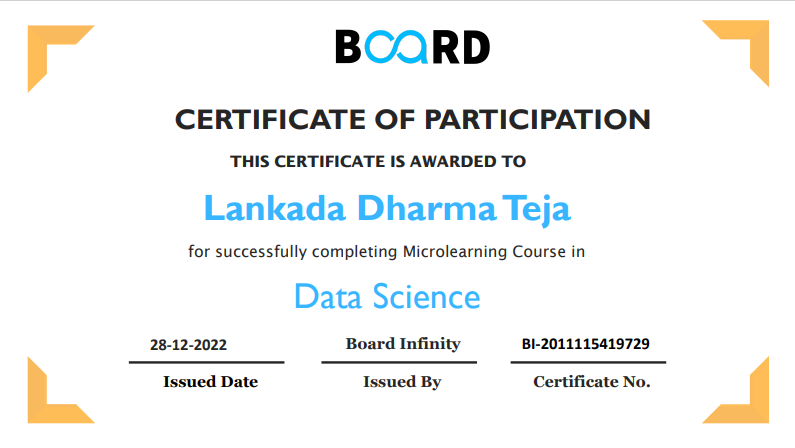 BOARD
CERTIFICATE OF PARTICIPATION
THIS CERTIFICATE IS AWARDED TO
Lankada Dharma Teja
for successfully completing Microlearning Course in
Data Science
28-12-2022 Board Infinity BI-2011115419729
Issued Date Issued By Certificate No.